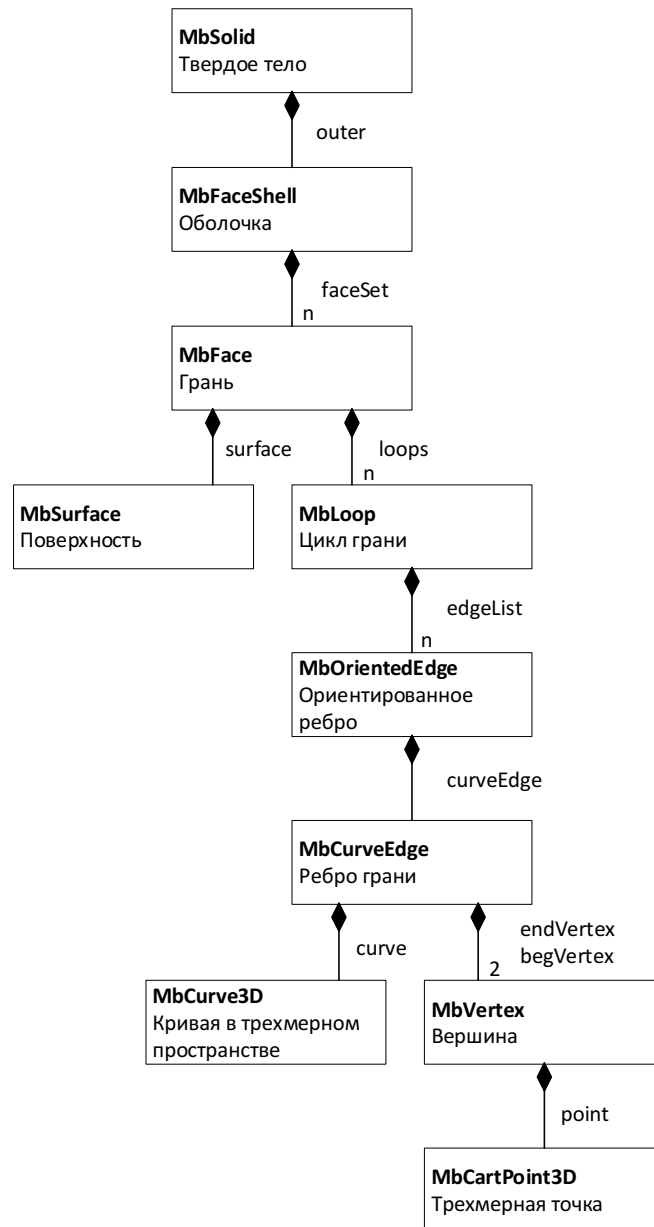 MbSolid
Твердое тело
outer
MbFaceShell
Оболочка
faceSet
n
MbFace
Грань
surface
loops
n
MbSurface
Поверхность
MbLoop
Цикл грани
edgeList
n
MbOrientedEdge
Ориентированное
ребро
curveEdge
MbCurveEdge
Ребро грани
curve
endVertex
begVertex
2
MbCurve3D
Кривая в трехмерном
пространстве
MbVertex
Вершина
point
MbCartPoint3D
Трехмерная точка